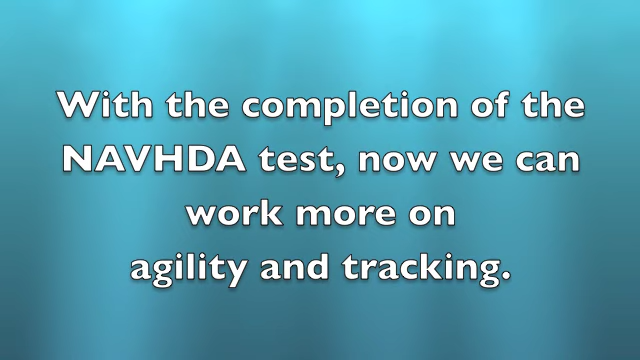 With the completion of the
NAVHDA test, now we can
work more on
agility and tracking.